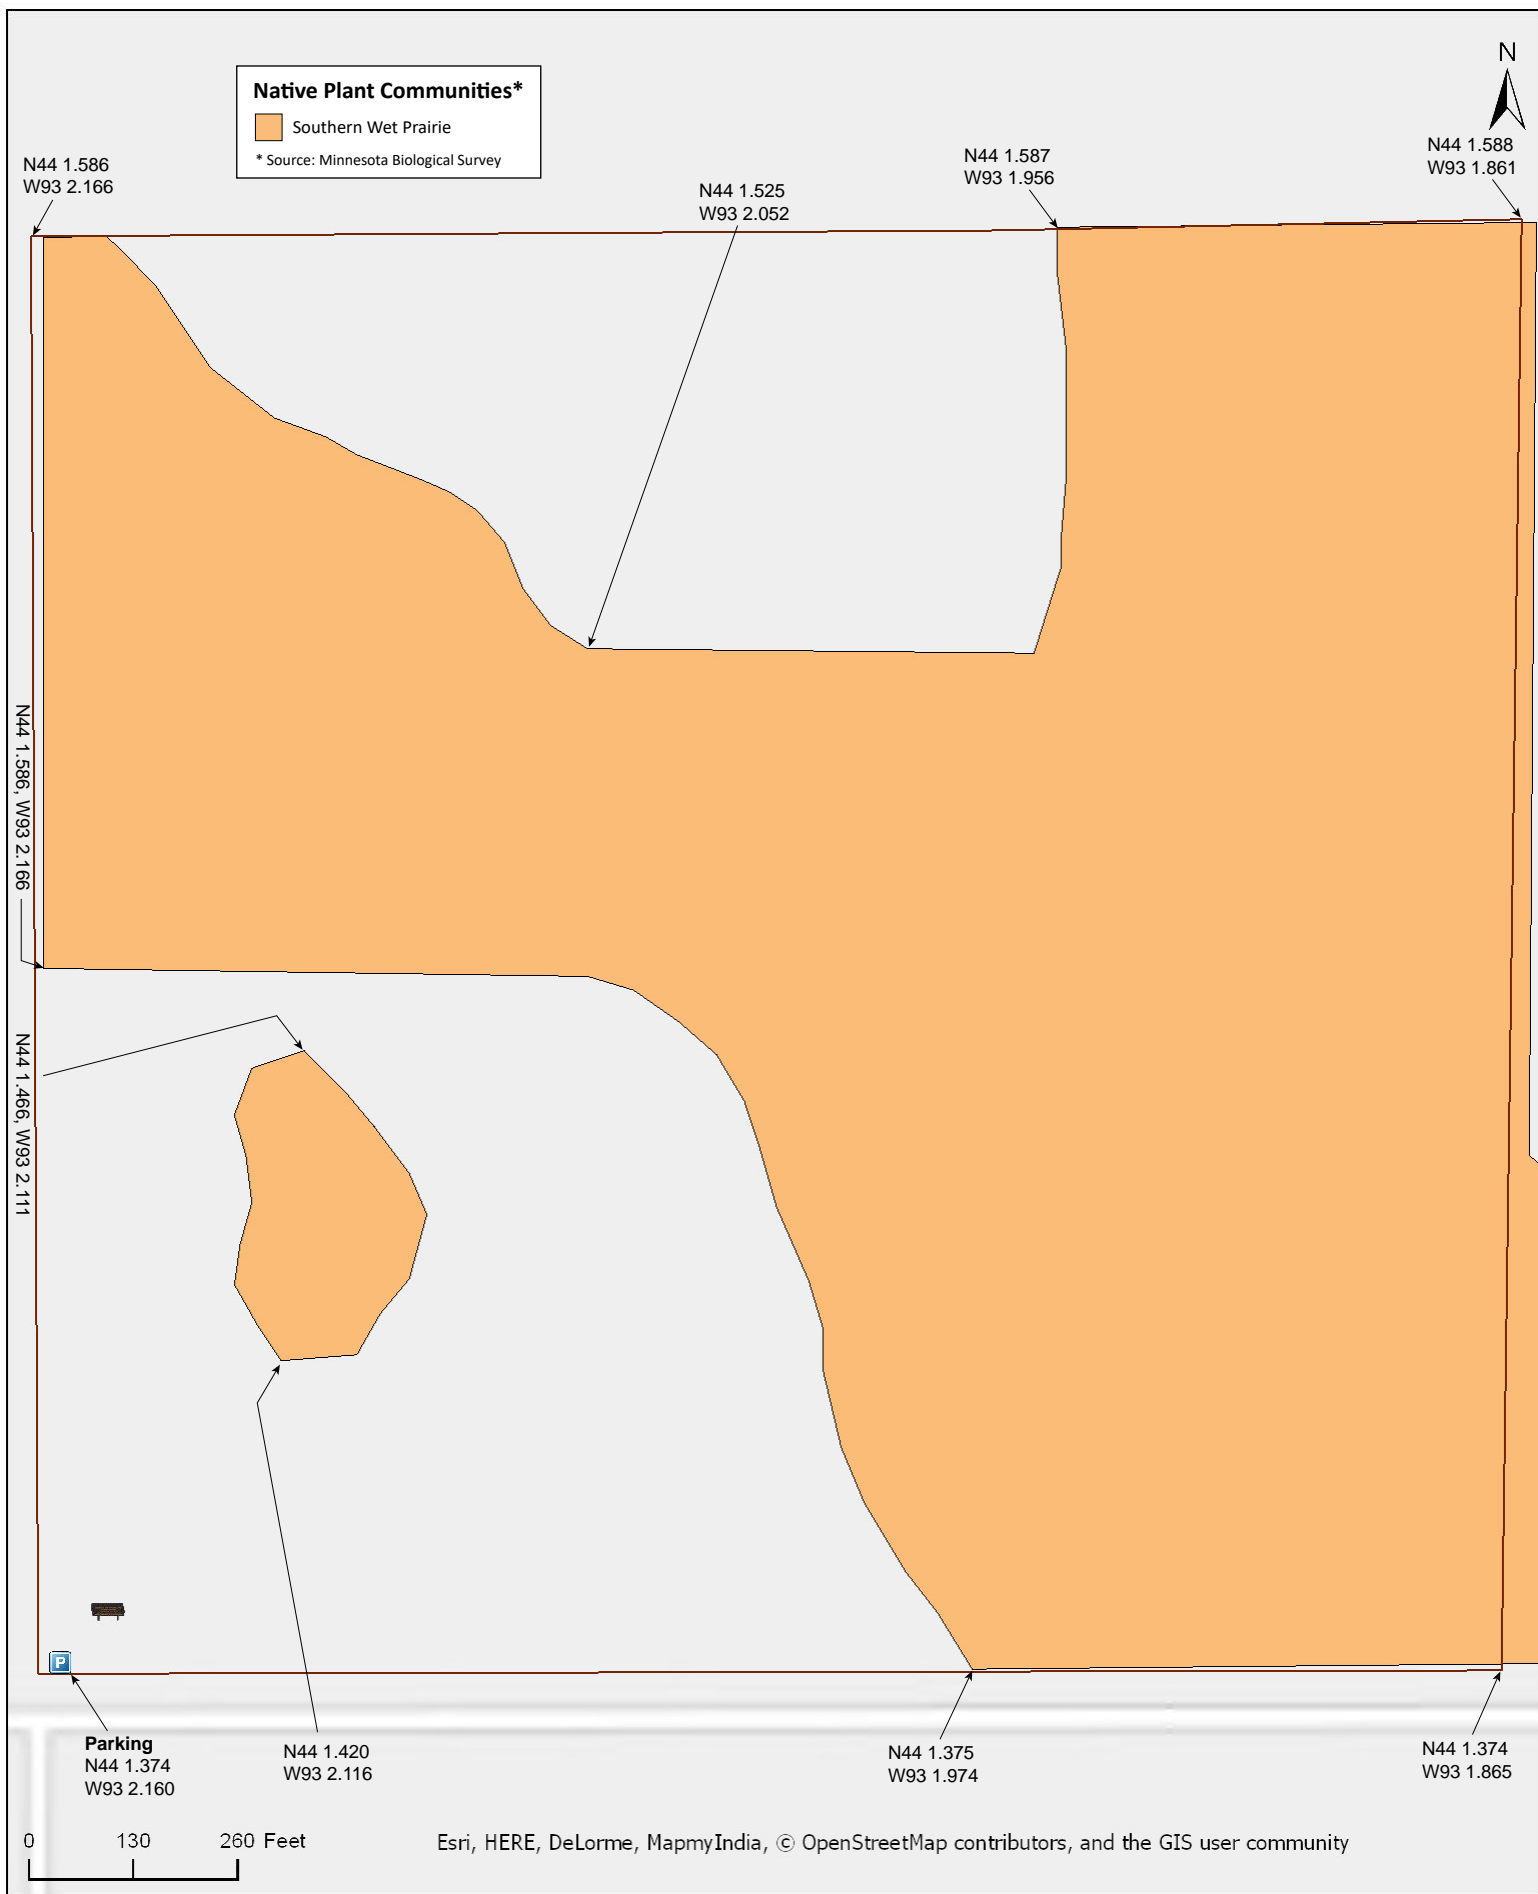 N
Native Plant Communities*
Southern Wet Prairie
* Source: Minnesota Biological Survey
N44 1.586
W93 2.166
N44 1.525
W93 2.052
N44 1.587
W93 1.956
N44 1.588
W93 1.861
N44 1.586, W93 2.166
N44 1.466, W93 2.111
P
Parking
N44 1.374
W93 2.160
N44 1.420
W93 2.116
N44 1.375
W93 1.974
N44 1.374
W93 1.865
0 130 260 Feet
Esri, HERE, DeLorme, MapmyIndia, © OpenStreetMap contributors, and the GIS user community